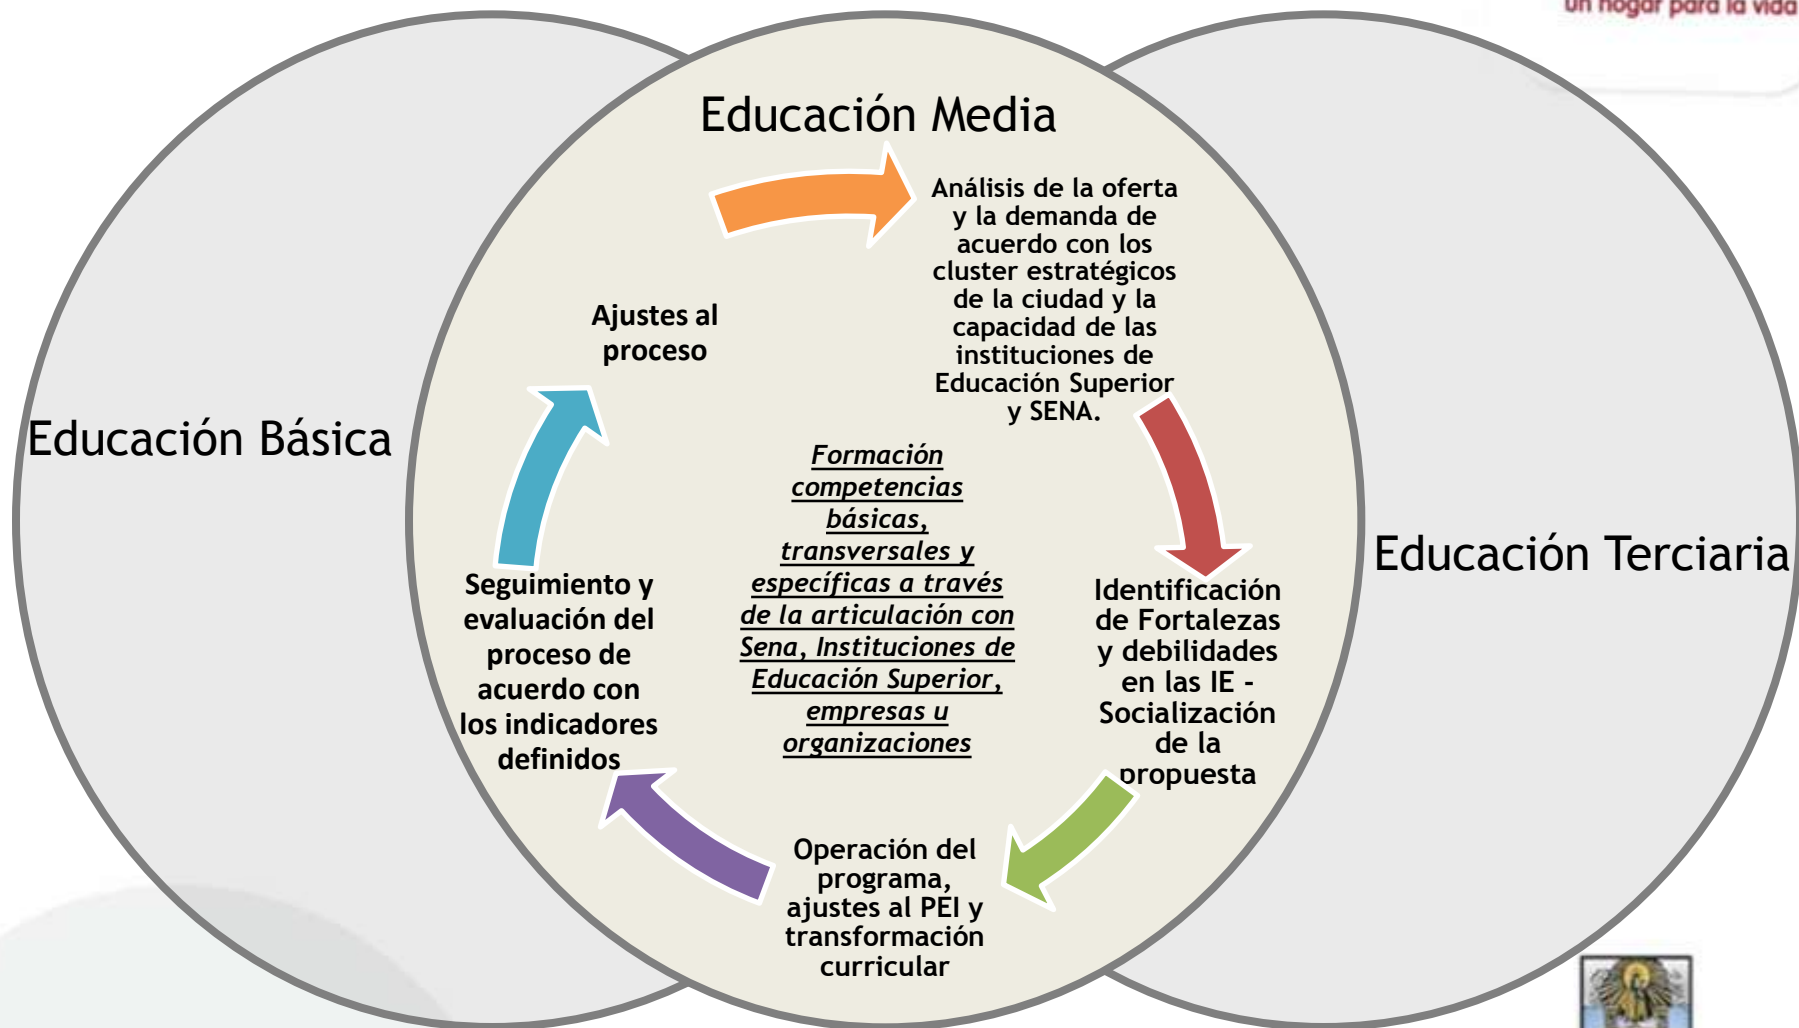 un hogar para la vida
Educación Media
Análisis de la oferta
y la demanda de
acuerdo con los
cluster estratégicos
de la ciudad y la
capacidad de las
instituciones de
Educación Superior
y SENA.
Ajustes al
proceso
Educación Básica
Formación
competencias
básicas,
transversales y
específicas a través
de la articulación con
Sena, Instituciones de
Educación Superior,
empresas u
organizaciones
Educación Terciaria
Seguimiento y
evaluación del
proceso de
acuerdo con
los indicadores
definidos
Identificación
de Fortalezas
y debilidades
en las IE -
Socialización
de la
propuesta
Operación del
programa,
ajustes al PEI y
transformación
curricular